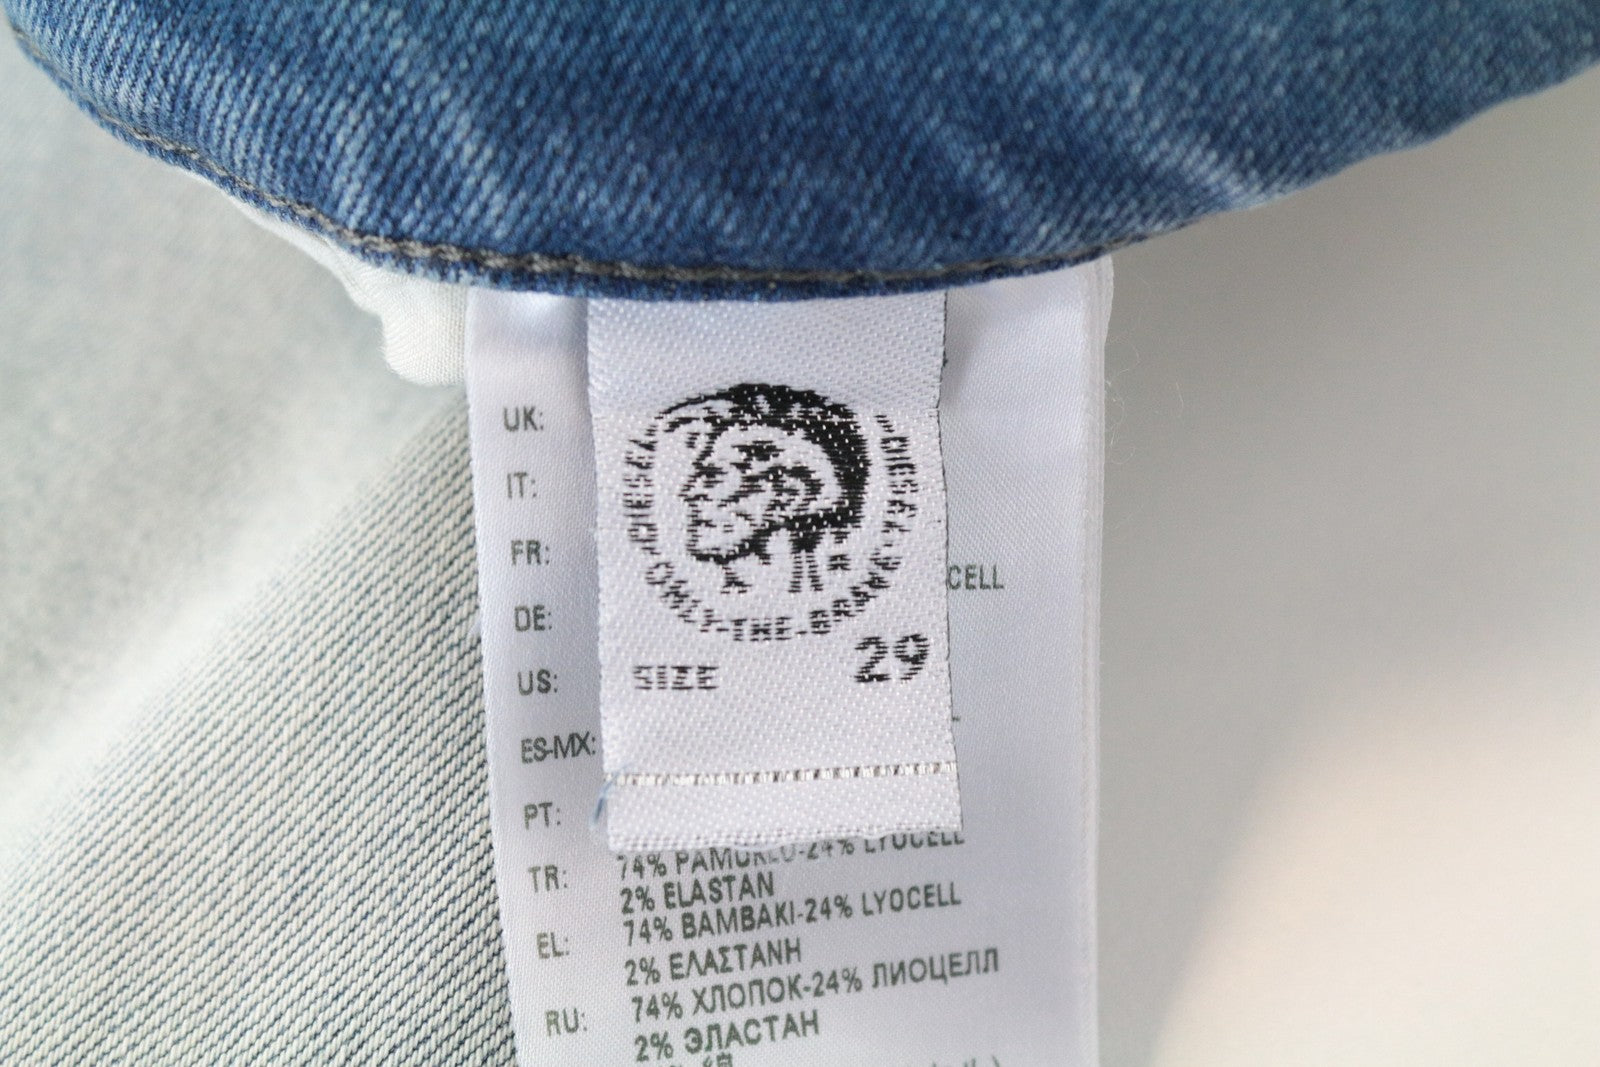 "DIESEL" ONLY-THE-BRAVE "DIESEL"
SIZE 29
UK:
IT:
FR:
CELL
DE:
US:
ES-MX:
PT:
TR: 74% PAMUKLU-24% LYOCELL
2% ELASTAN
EL: 74% BAMBAKI-24% LYOCELL
2% ΕΛΑΣΤΑΝΗ
RU: 74% ХЛОПОК-24% ЛИОЦЕЛЛ
2% ЭЛАСТАН